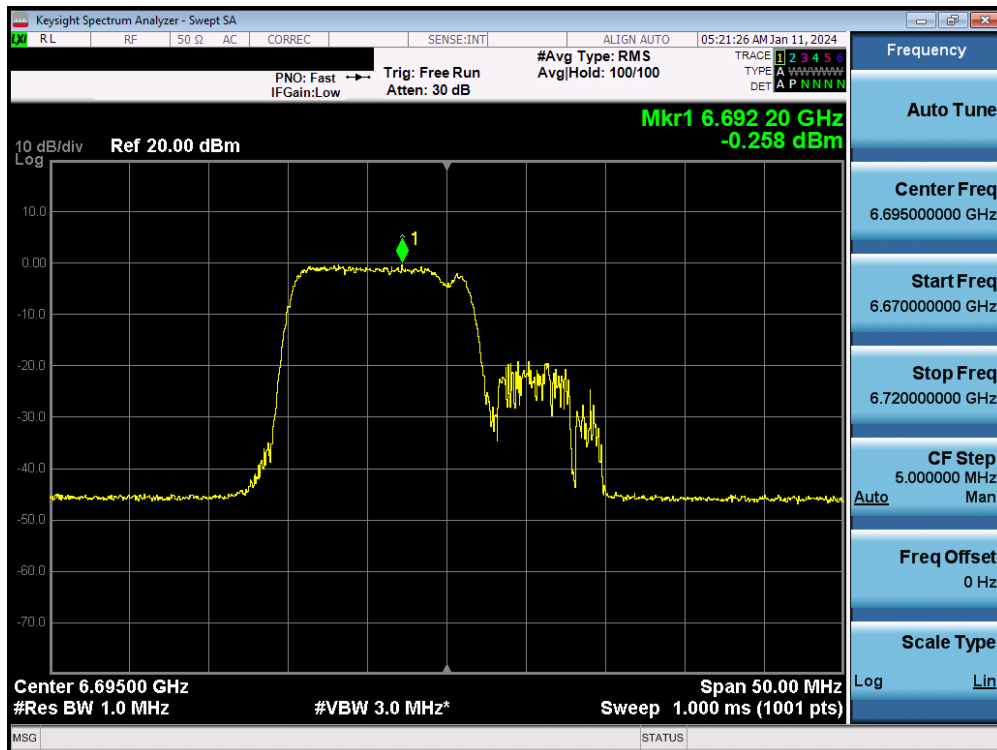 Keysight Spectrum Analyzer - Swept SA
LXI RL RF 50 Ω AC CORREC SENSE:INT ALIGN AUTO 05:21:26 AM Jan 11, 2024
Frequency
PNO: Fast
IFGain:Low
Trig: Free Run
Atten: 30 dB
#Avg Type: RMS
Avg|Hold: 100/100
TRACE 1 2 3 4 5 6
TYPE A WWWWW
DET A P N N N N
Mkr1 6.692 20 GHz
-0.258 dBm
10 dB/div
Log
Ref 20.00 dBm
1
10.0
0.00
-10.0
-20.0
-30.0
-40.0
-50.0
-60.0
-70.0
Center 6.69500 GHz
#Res BW 1.0 MHz
#VBW 3.0 MHz*
Span 50.00 MHz
Sweep 1.000 ms (1001 pts)
Auto Tune
Center Freq
6.695000000 GHz
Start Freq
6.670000000 GHz
Stop Freq
6.720000000 GHz
CF Step
5.000000 MHz
Auto Man
Freq Offset
0 Hz
Scale Type
Log Lin
MSG STATUS